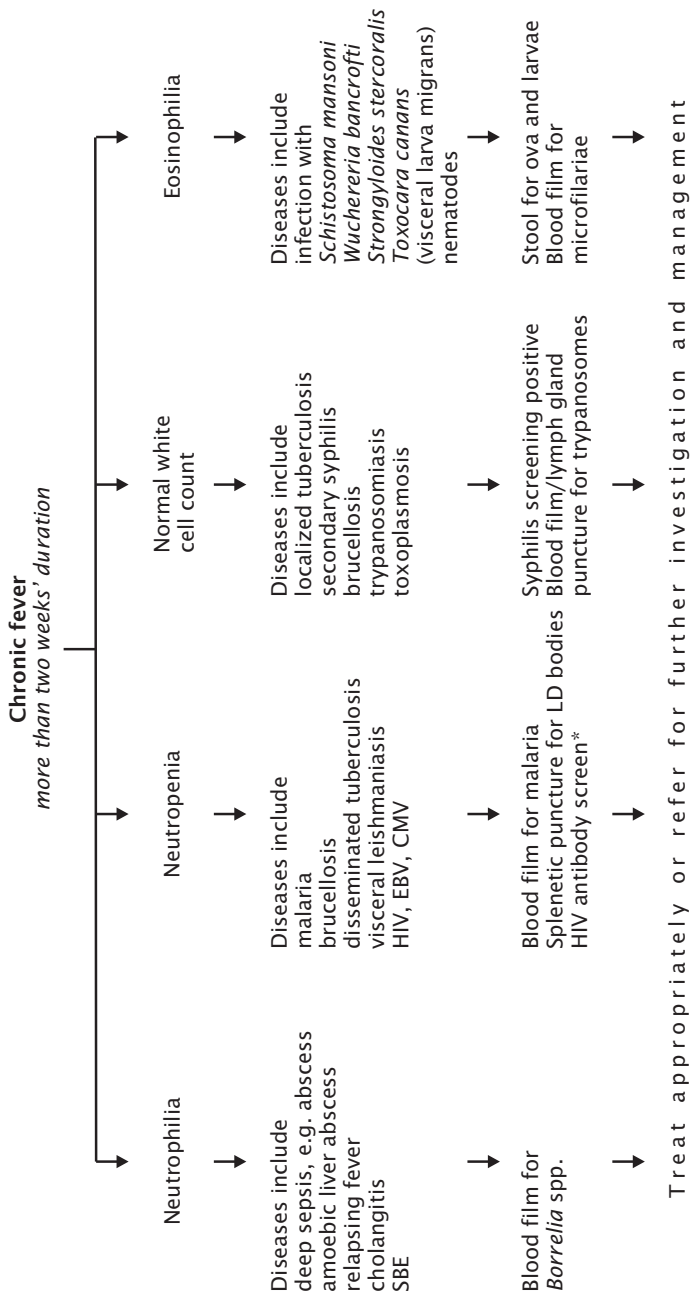 Chronic fever
more than two weeks' duration
Neutrophilia
Diseases include
deep sepsis, e.g. abscess
amoebic liver abscess
relapsing fever
cholangitis
SBE
Blood film for
Borrelia spp.
Neutropenia
Diseases include
malaria
brucellosis
disseminated tuberculosis
visceral leishmaniasis
HIV, EBV, CMV
Blood film for malaria
Splenetic puncture for LD bodies
HIV antibody screen*
Normal white
cell count
Diseases include
localized tuberculosis
secondary syphilis
brucellosis
trypanosomiasis
toxoplasmosis
Syphilis screening positive
Blood film/lymph gland
puncture for trypanosomes
Eosinophilia
Diseases include
infection with
Schistosoma mansoni
Wuchereria bancrofti
Strongyloides stercoralis
Toxocara canans
(visceral larva migrans)
nematodes
Stool for ova and larvae
Blood film for
microfilariae
Treat appropriately or refer for further investigation and management